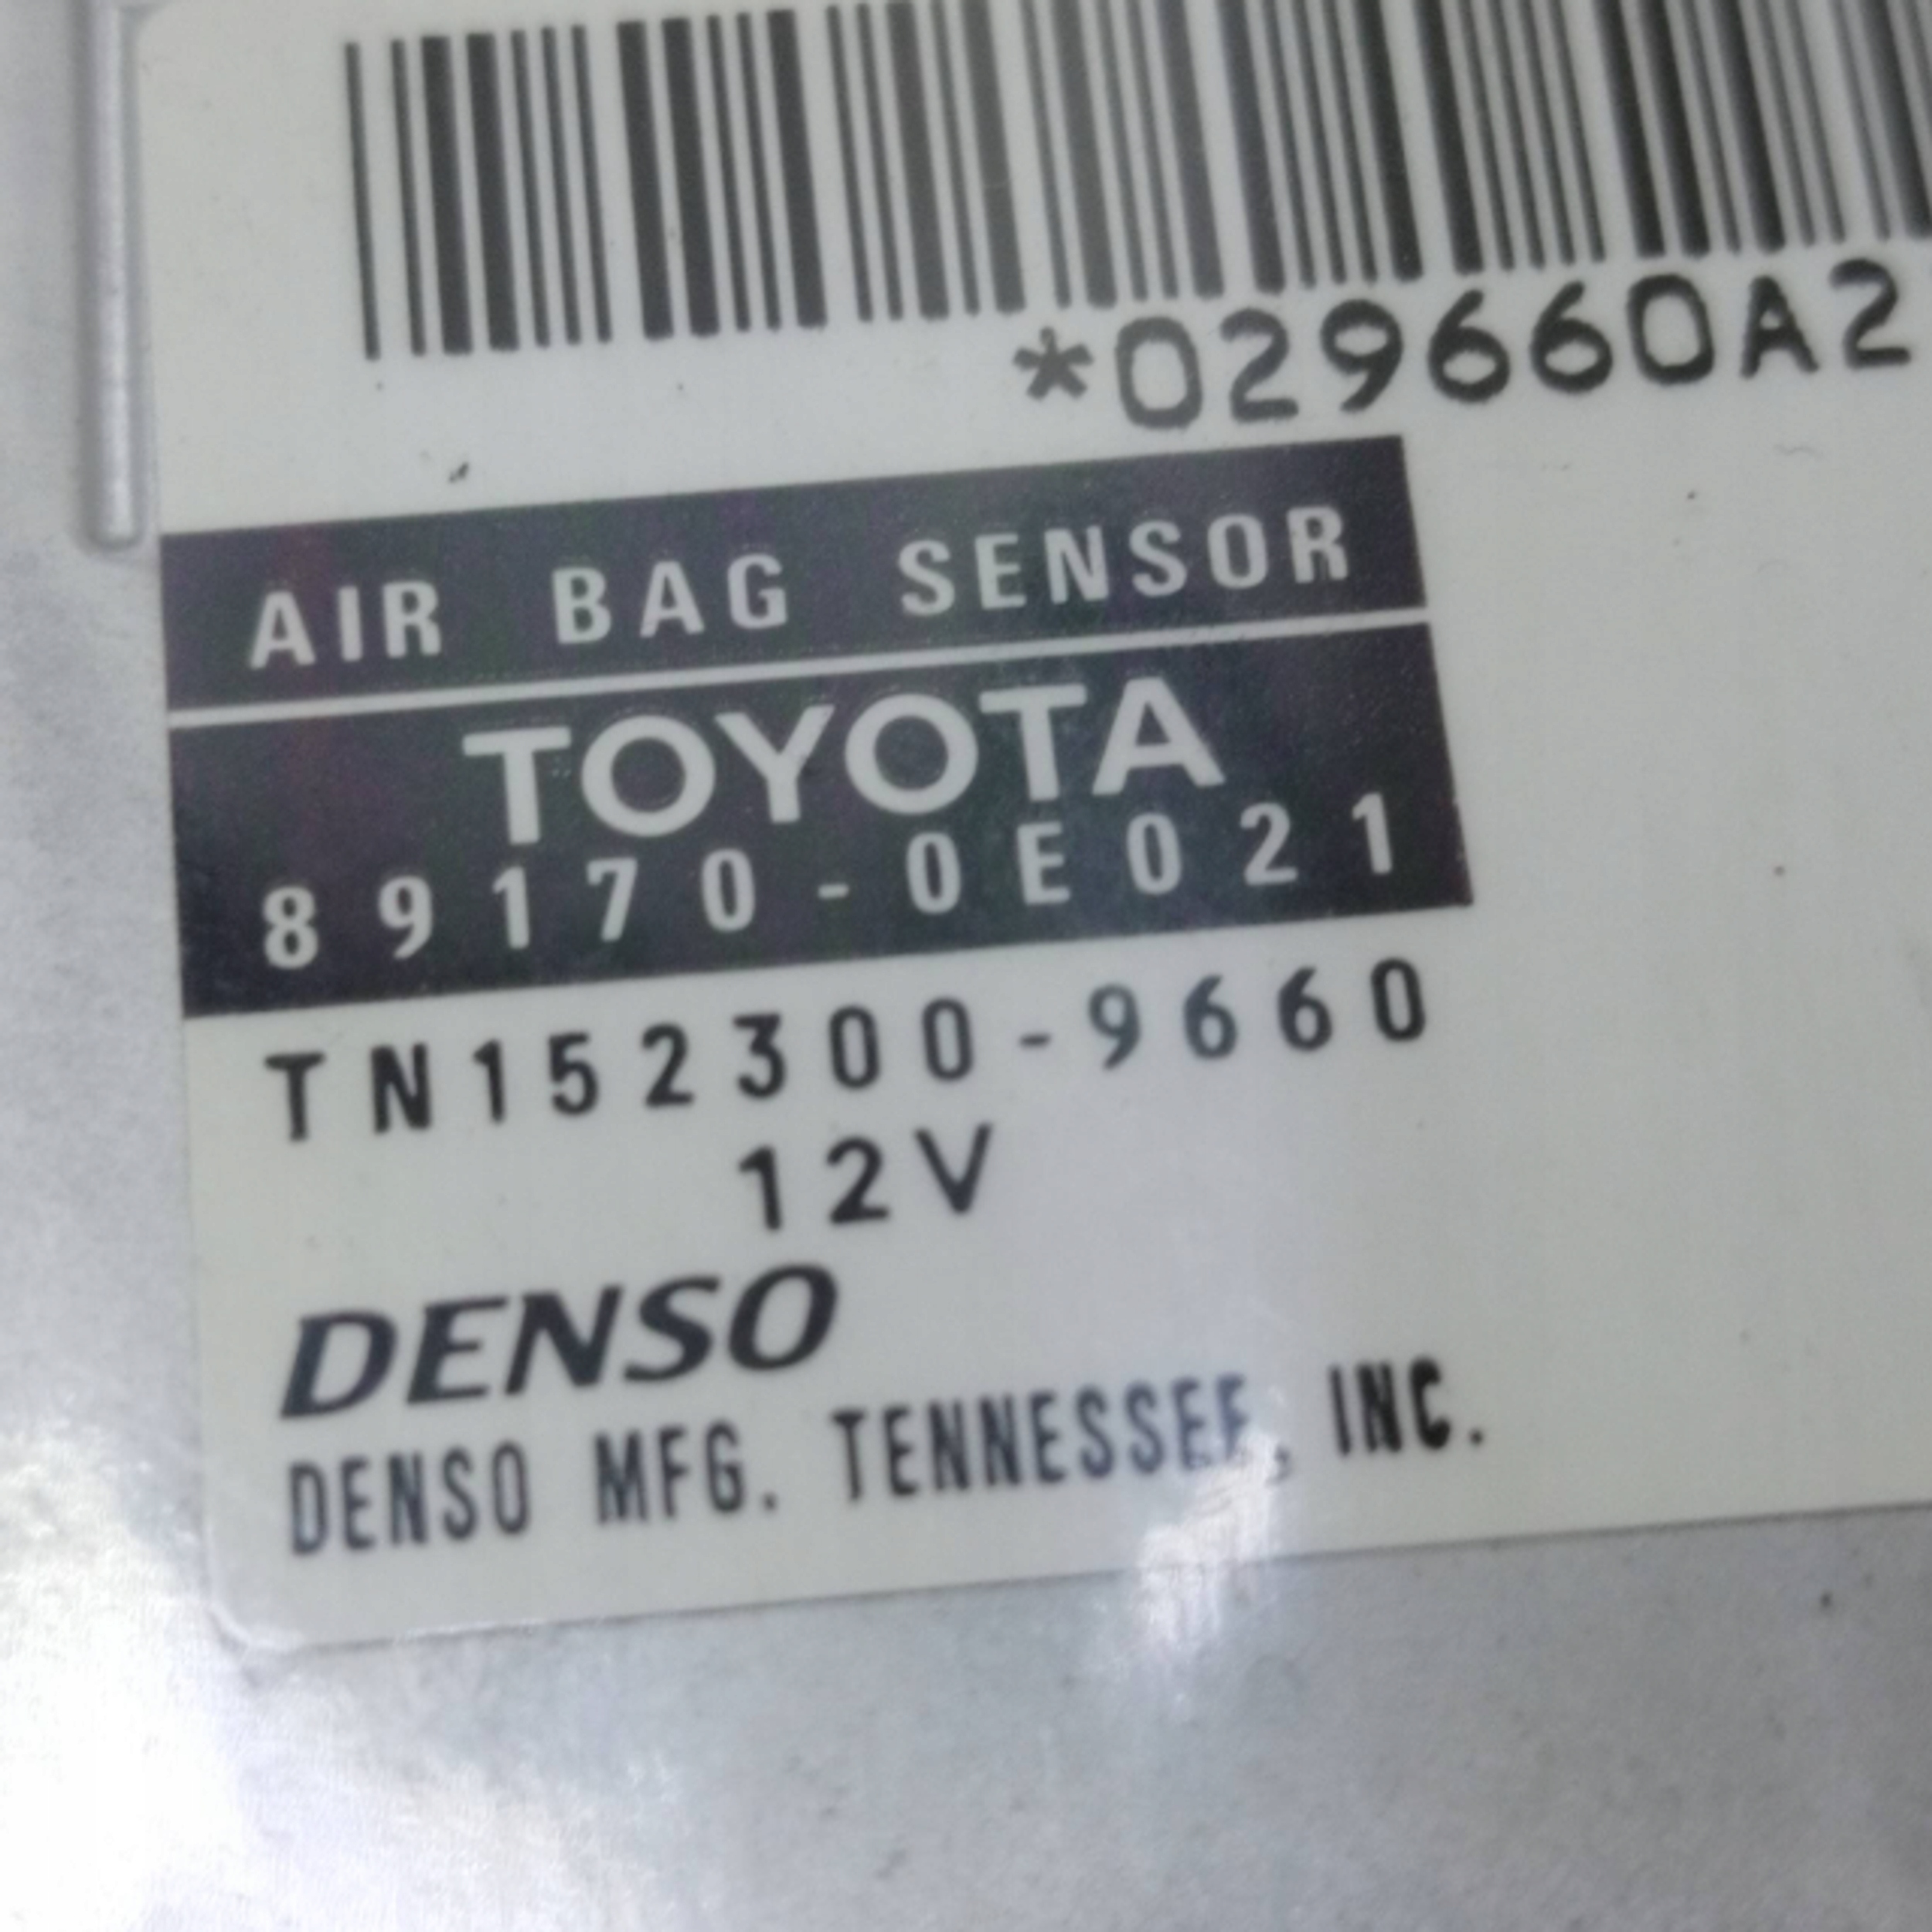 *029660A2
AIR BAG SENSOR
TOYOTA
89170-0E021
TN152300-9660
12V
DENSO
DENSO MFG. TENNESSEE, INC.